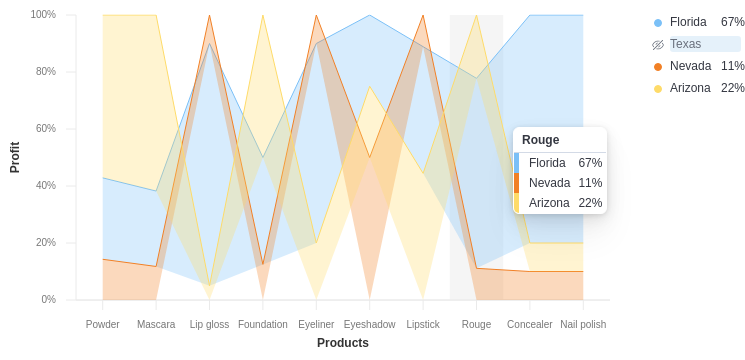 100%
80%
60%
40%
20%
0%
Profit
Powder
Mascara
Lip gloss
Foundation
Eyeliner
Eyeshadow
Lipstick
Rouge
Concealer
Nail polish
Products
Rouge
Florida 67%
Nevada 11%
Arizona 22%
Florida 67%
Texas
Nevada 11%
Arizona 22%